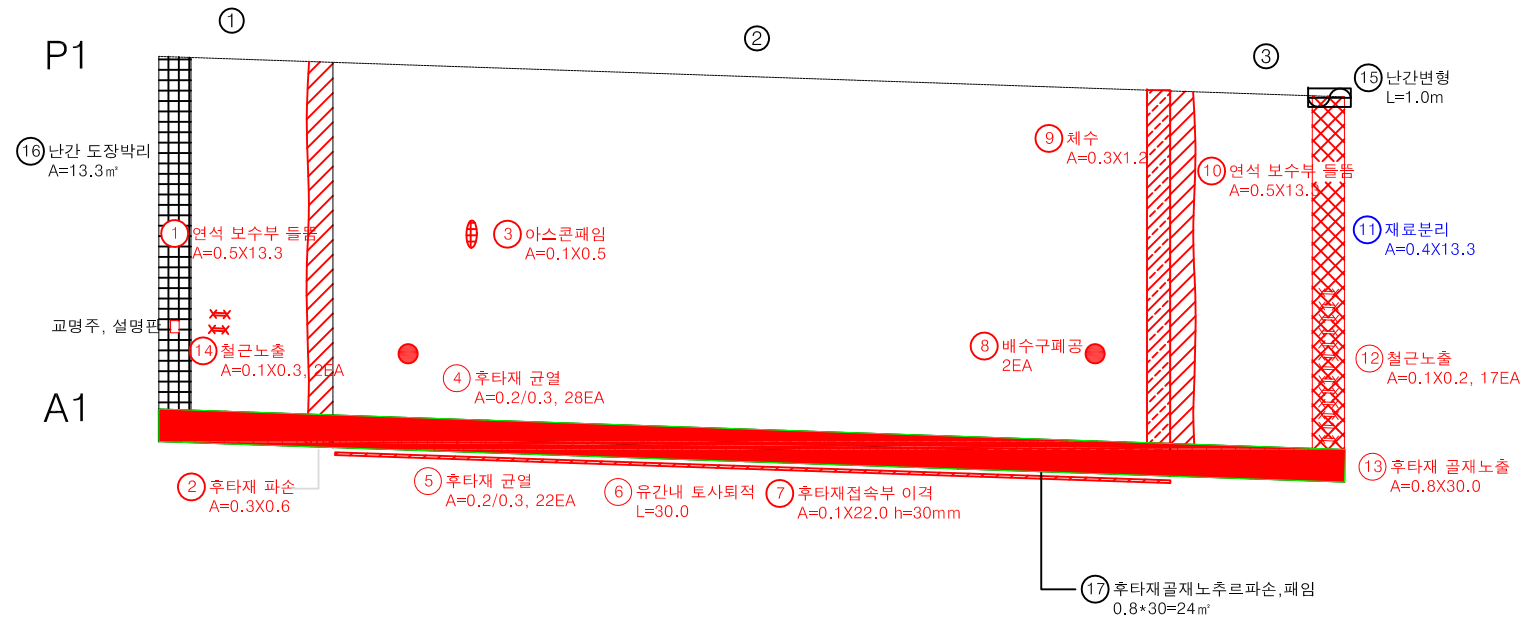 ①
②
③
P1
⑮ 난간변형
L=1.0m
⑯ 난간 도장박리
A=13.3㎡
⑨ 체수
A=0.3X1.2
⑩ 연석 보수부 들뜸
A=0.5X13.
① 연석 보수부 들뜸
A=0.5X13.3
③ 아스콘패임
A=0.1X0.5
⑪ 재료분리
A=0.4X13.3
교명주, 설명판
⑭ 철근노출
A=0.1X0.3, 2EA
④ 후타재 균열
A=0.2/0.3, 28EA
⑧ 배수구폐공
2EA
⑫ 철근노출
A=0.1X0.2, 17EA
A1
② 후타재 파손
A=0.3X0.6
⑤ 후타재 균열
A=0.2/0.3, 22EA
⑥ 유간내 토사퇴적
L=30.0
⑦ 후타재접속부 이격
A=0.1X22.0 h=30mm
⑬ 후타재 골재노출
A=0.8X30.0
⑰ 후타재골재노추르파손,패임
0.8*30=24㎡